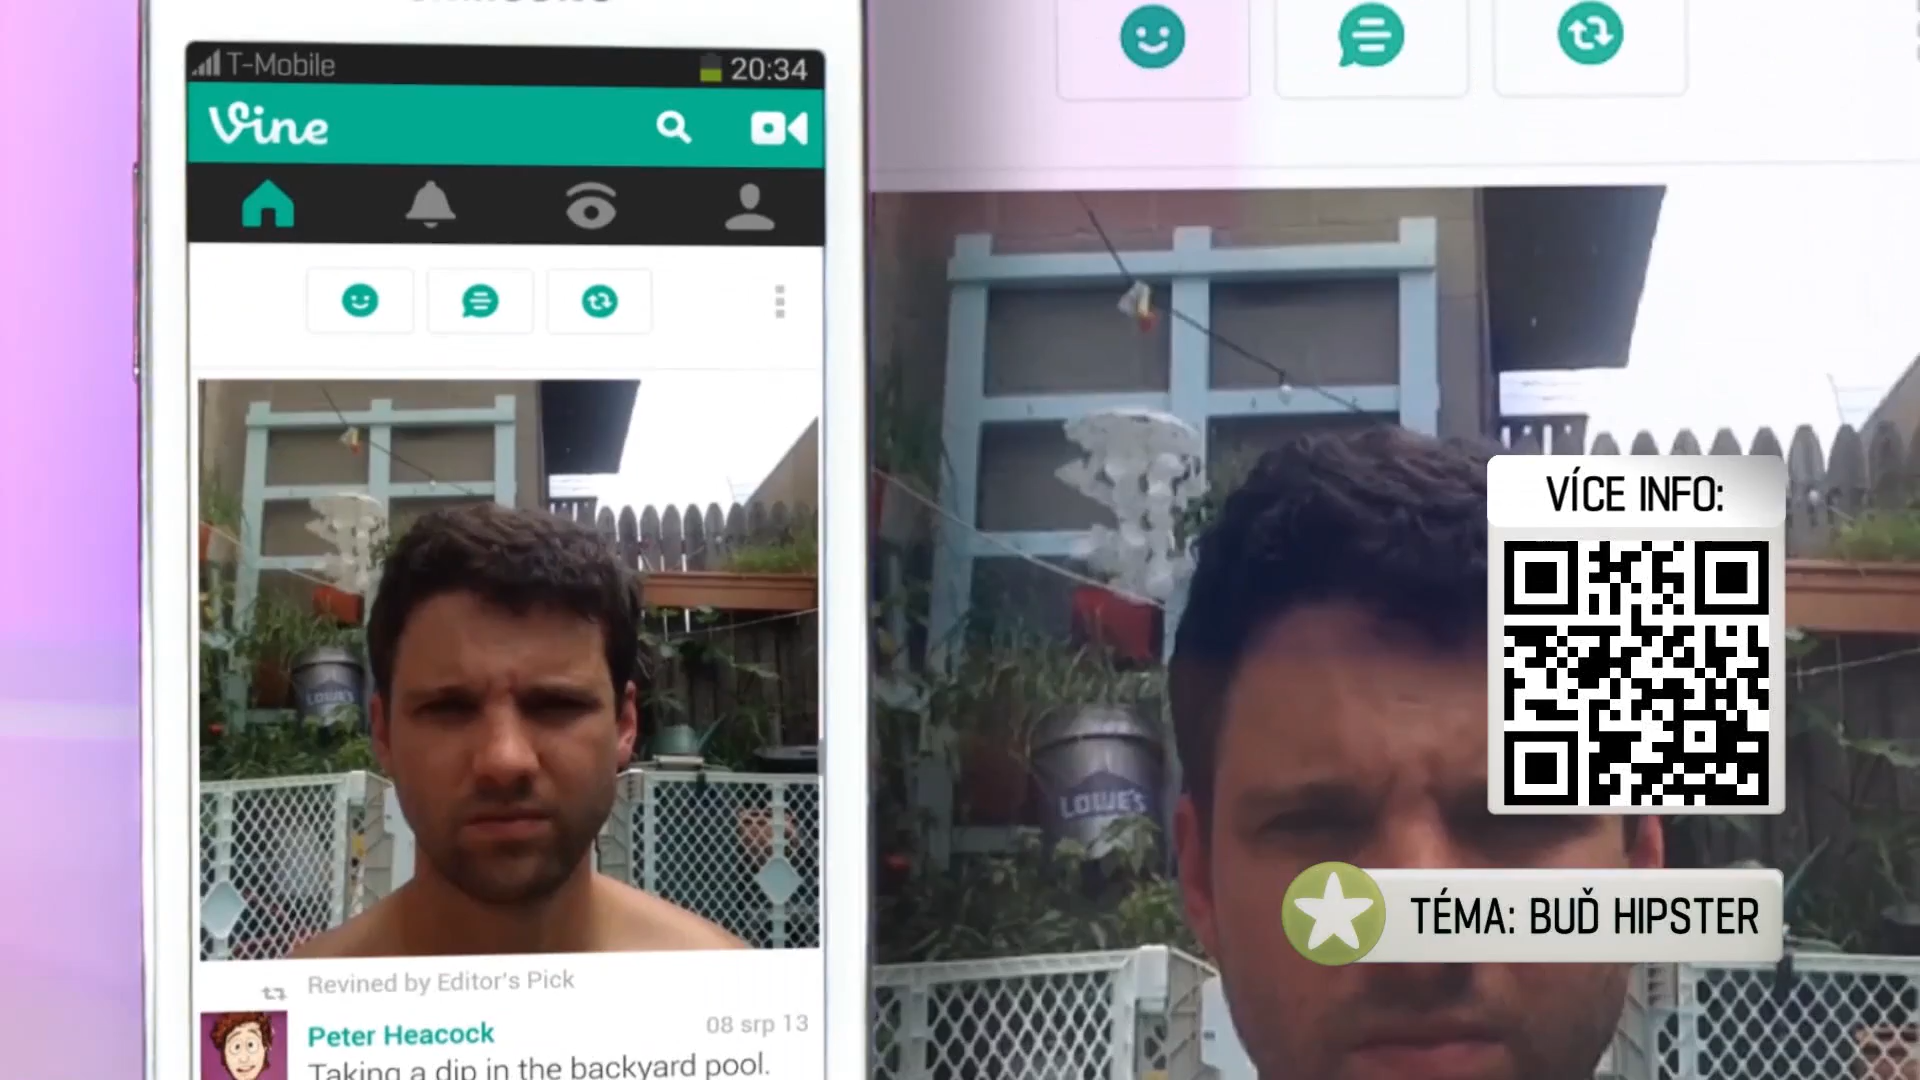 T-Mobile
20:34
Vine
LOWE'S
Revined by Editor's Pick
Peter Heacock
08 srp 13
Taking a dip in the backyard pool.
LOWE'S
VÍCE INFO:
TÉMA: BUĎ HIPSTER